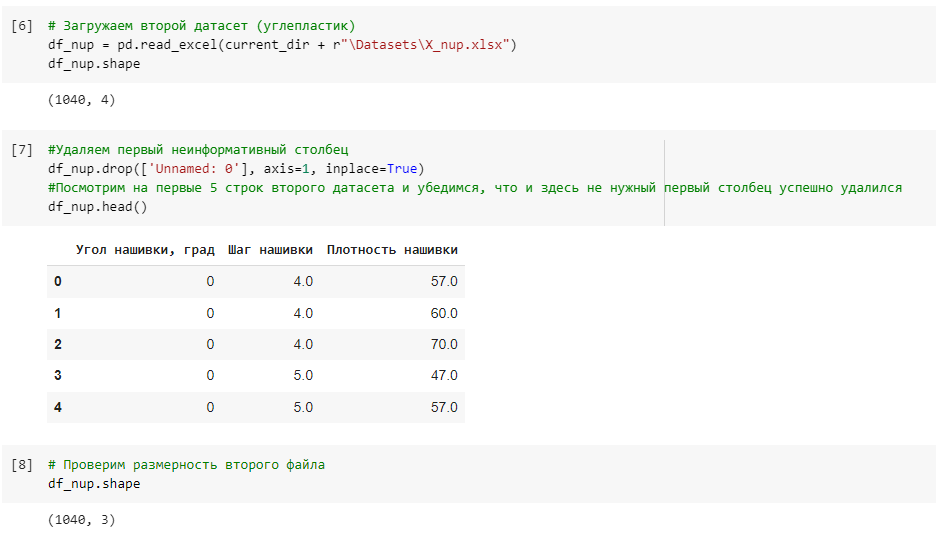 [6] # Загружаем второй датасет (углепластик)
df_nup = pd.read_excel(current_dir + r"\Datasets\X_nup.xlsx")
df_nup.shape
(1040, 4)
[7] #Удаляем первый неинформативный столбец
df_nup.drop(['Unnamed: 0'], axis=1, inplace=True)
#Посмотрим на первые 5 строк второго датасета и убедимся, что и здесь не нужный первый столбец успешно удалился
df_nup.head()
Угол нашивки, град Шаг нашивки Плотность нашивки
0 0 4.0 57.0
1 0 4.0 60.0
2 0 4.0 70.0
3 0 5.0 47.0
4 0 5.0 57.0
[8] # Проверим размерность второго файла
df_nup.shape
(1040, 3)